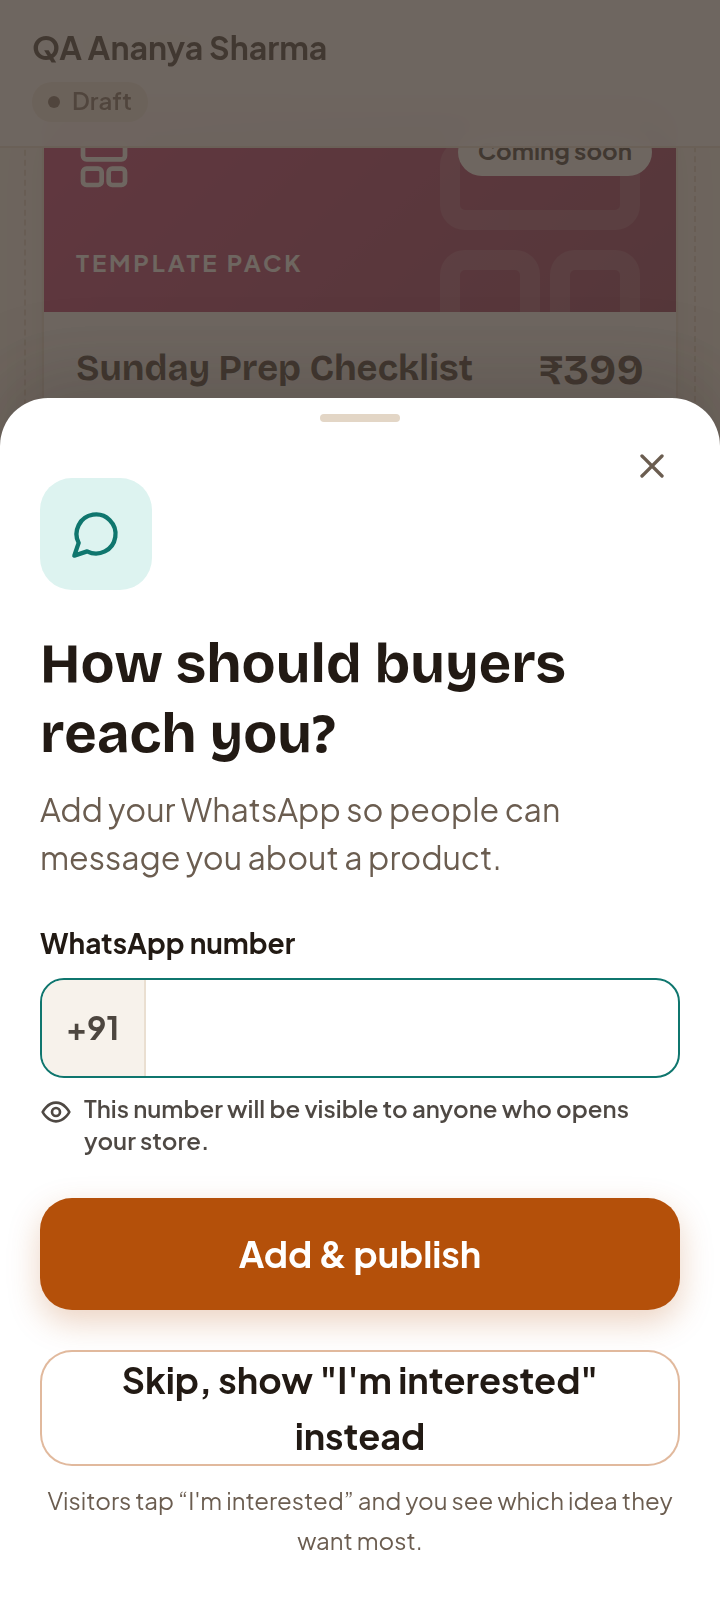 QA Ananya Sharma
Draft
Coming soon
TEMPLATE PACK
Sunday Prep Checklist ₹399
How should buyers
reach you?
Add your WhatsApp so people can
message you about a product.
WhatsApp number
+91
This number will be visible to anyone who opens
your store.
Add & publish
Skip, show "I'm interested"
instead
Visitors tap “I'm interested” and you see which idea they
want most.